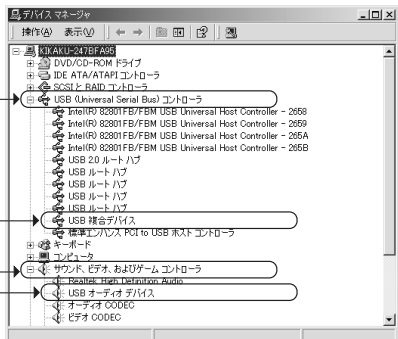 デバイス マネージャ
操作(A) 表示(V)
KIKAKU-247BFA95
DVD/CD-ROM ドライブ
IDE ATA/ATAPI コントローラ
SCSI と RAID コントローラ
USB (Universal Serial Bus) コントローラ
Intel(R) 82801FB/FBM USB Universal Host Controller - 2658
Intel(R) 82801FB/FBM USB Universal Host Controller - 2659
Intel(R) 82801FB/FBM USB Universal Host Controller - 265A
Intel(R) 82801FB/FBM USB Universal Host Controller - 265B
USB 2.0 ルート ハブ
USB ルート ハブ
USB ルート ハブ
USB ルート ハブ
USB ルート ハブ
USB 複合デバイス
標準エンハンス PCI to USB ホスト コントローラ
キーボード
コンピュータ
サウンド、ビデオ、およびゲーム コントローラ
Realtek High Definition Audio
USB オーディオ デバイス
オーディオ CODEC
ビデオ CODEC